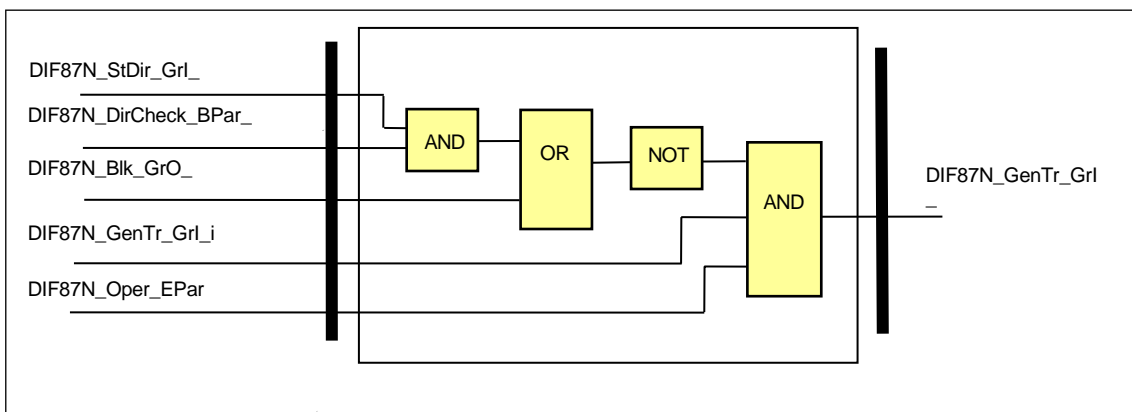 DIF87N_StDir_GrI_
DIF87N_DirCheck_BPar_
DIF87N_Blk_GrO_
DIF87N_GenTr_GrI_i
DIF87N_Oper_EPar
AND
OR
NOT
AND
DIF87N_GenTr_GrI
_